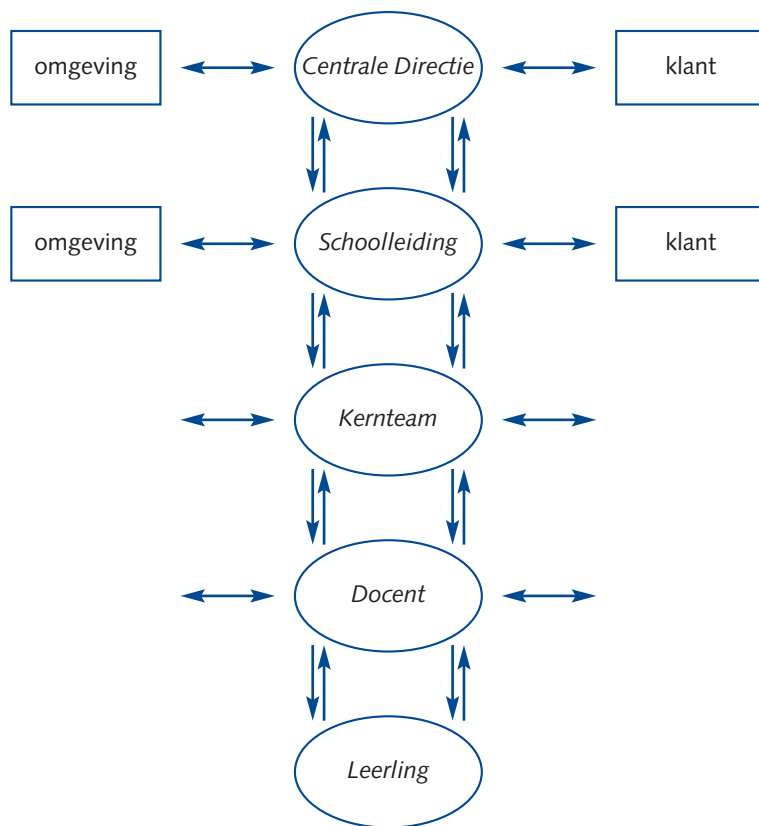 omgeving
Centrale Directie
klant
omgeving
Schoolleiding
klant
Kernteam
Docent
Leerling